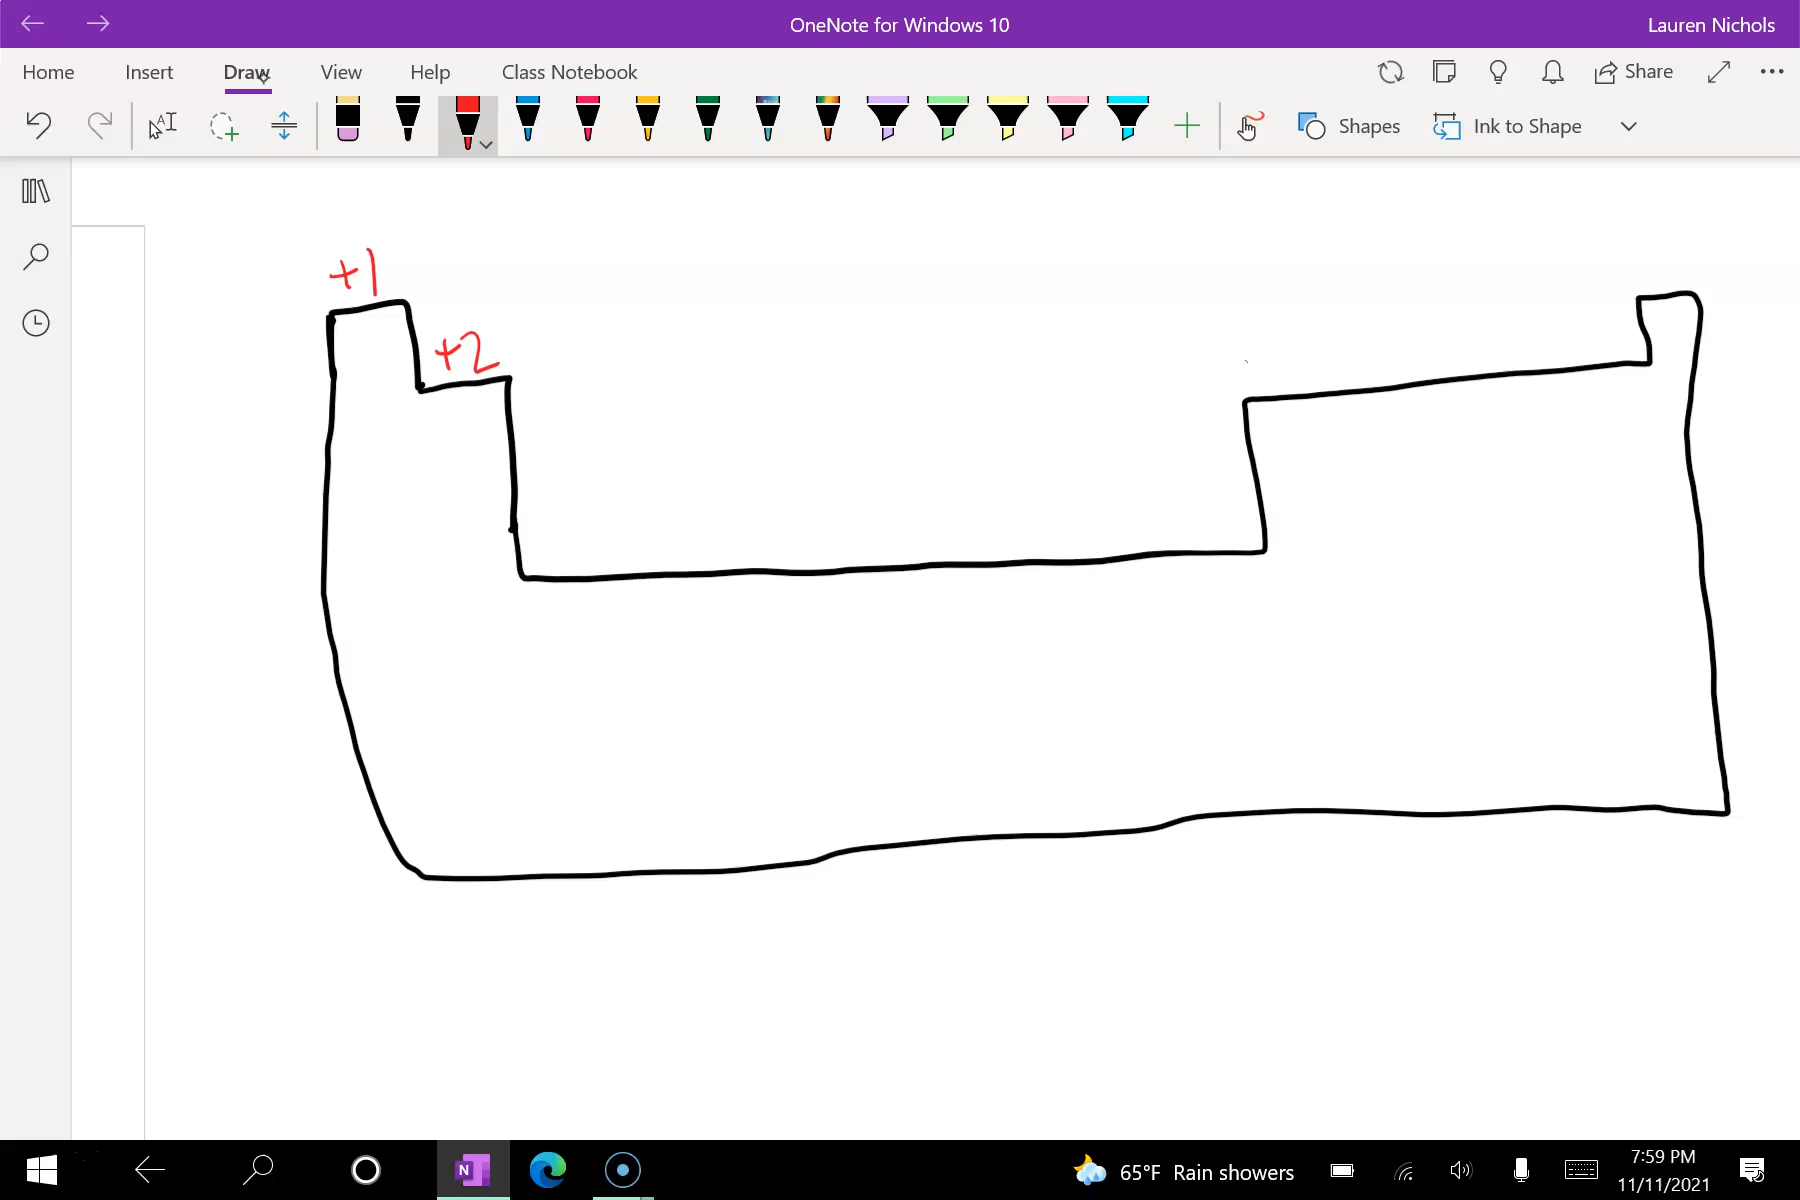 OneNote for Windows 10
Lauren Nichols
Home Insert Draw View Help Class Notebook
Share
Shapes Ink to Shape
+1
+2
65°F Rain showers
7:59 PM
11/11/2021